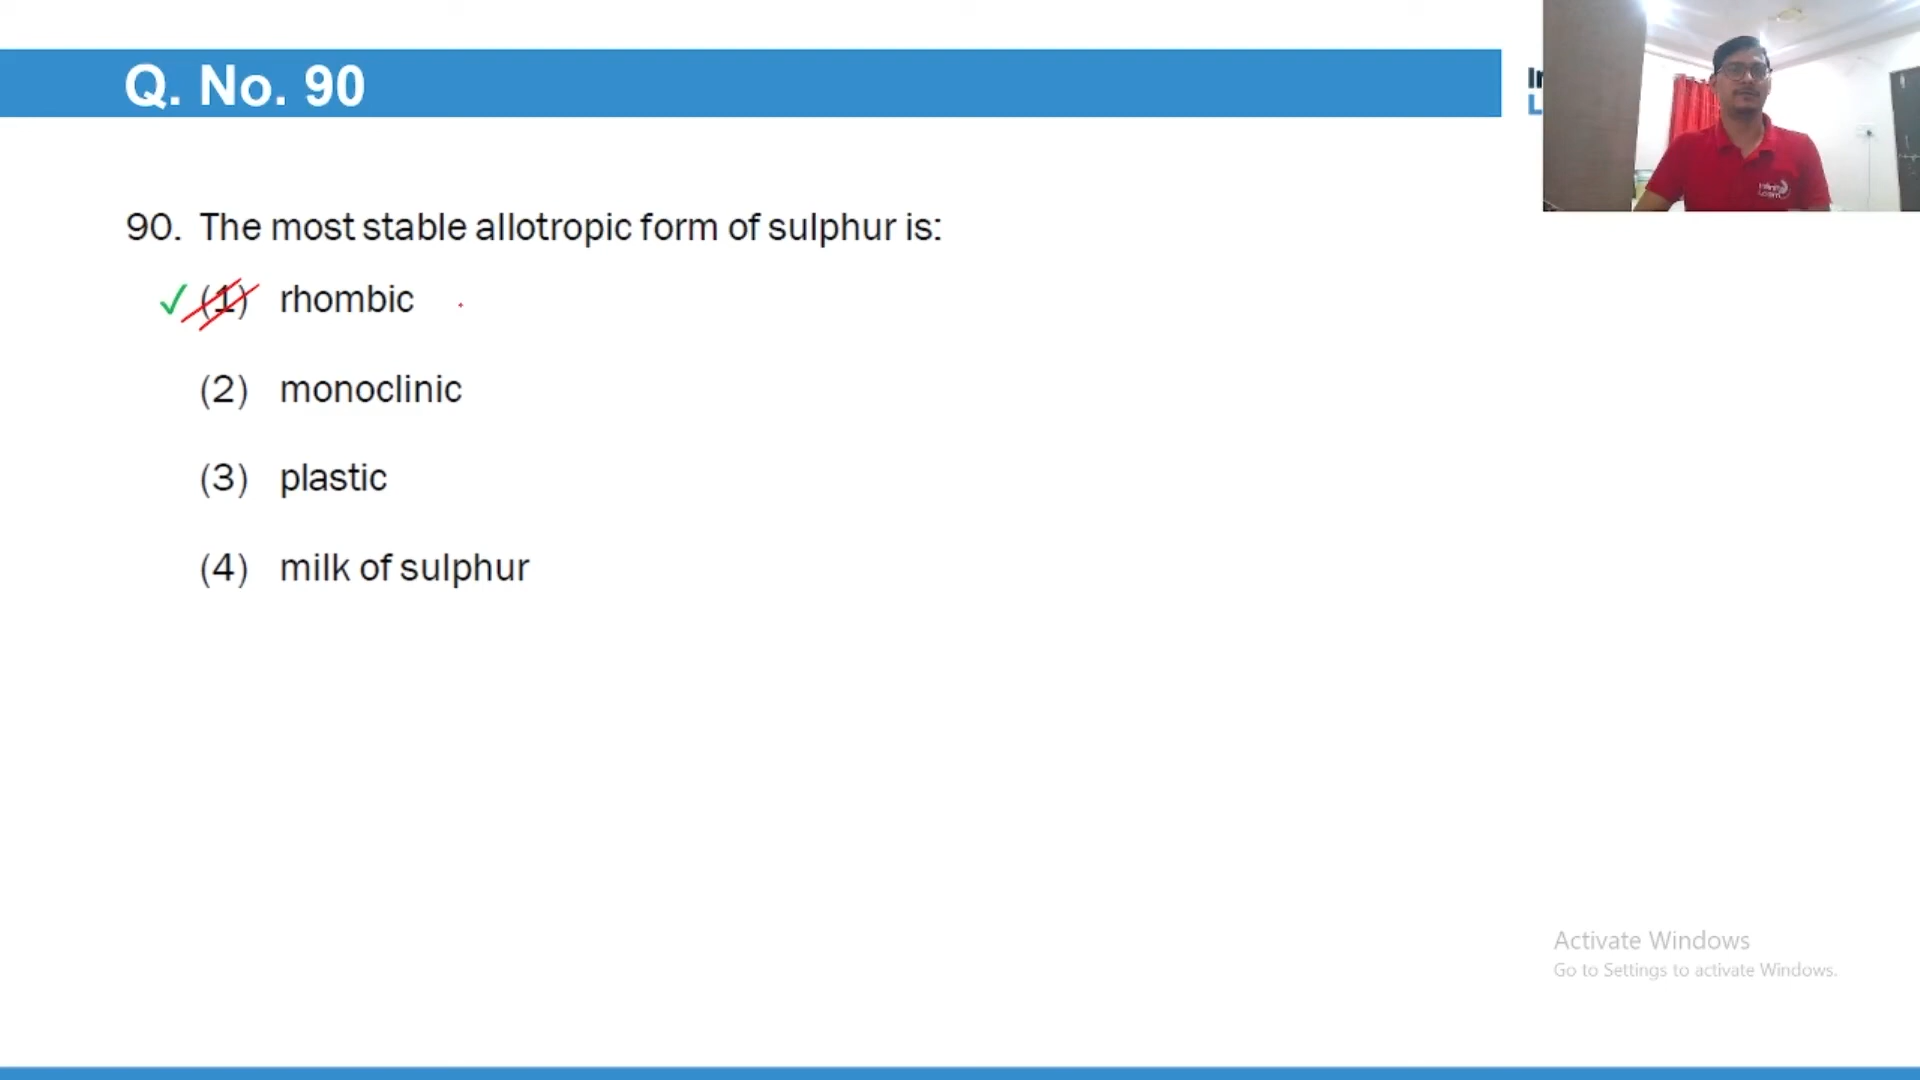 Q. No. 90
90. The most stable allotropic form of sulphur is:
(1) rhombic
(2) monoclinic
(3) plastic
(4) milk of sulphur
Activate Windows
Go to Settings to activate Windows.